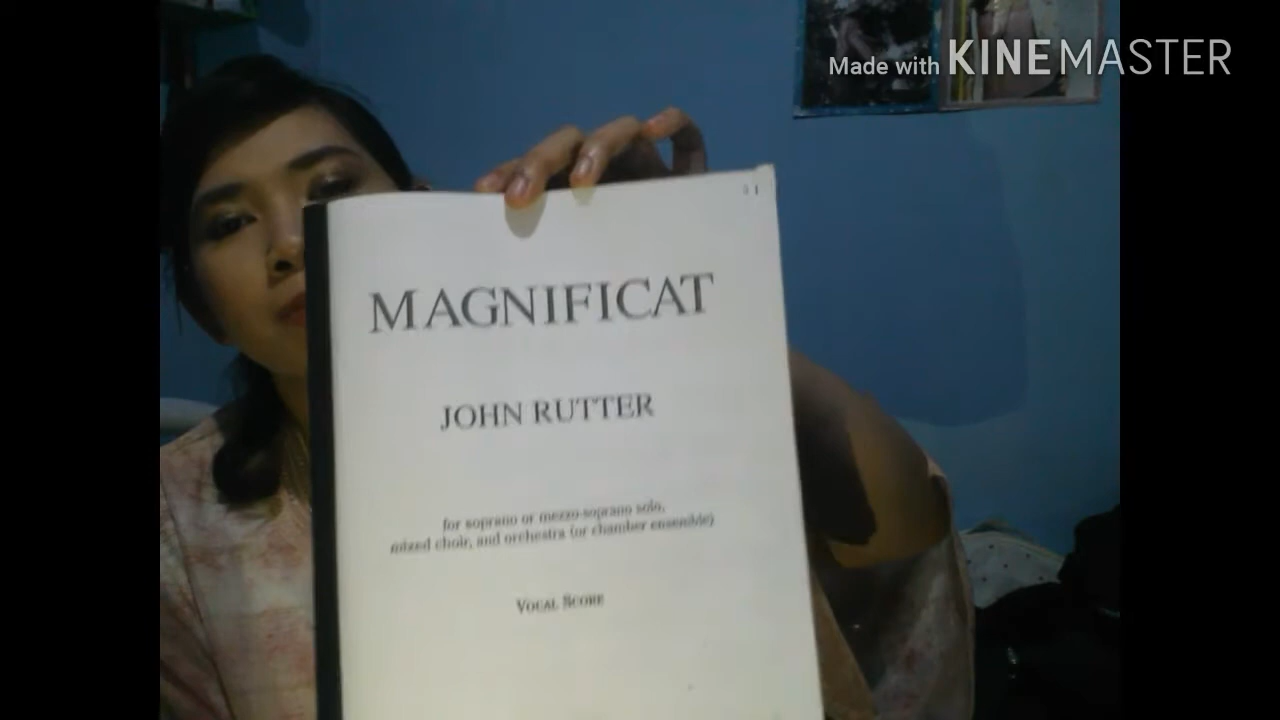 Made with KINEMASTER
MAGNIFICAT
JOHN RUTTER
for soprano or mezzo-soprano solo,
mixed choir, and orchestra (or chamber ensemble)
VOCAL SCORE